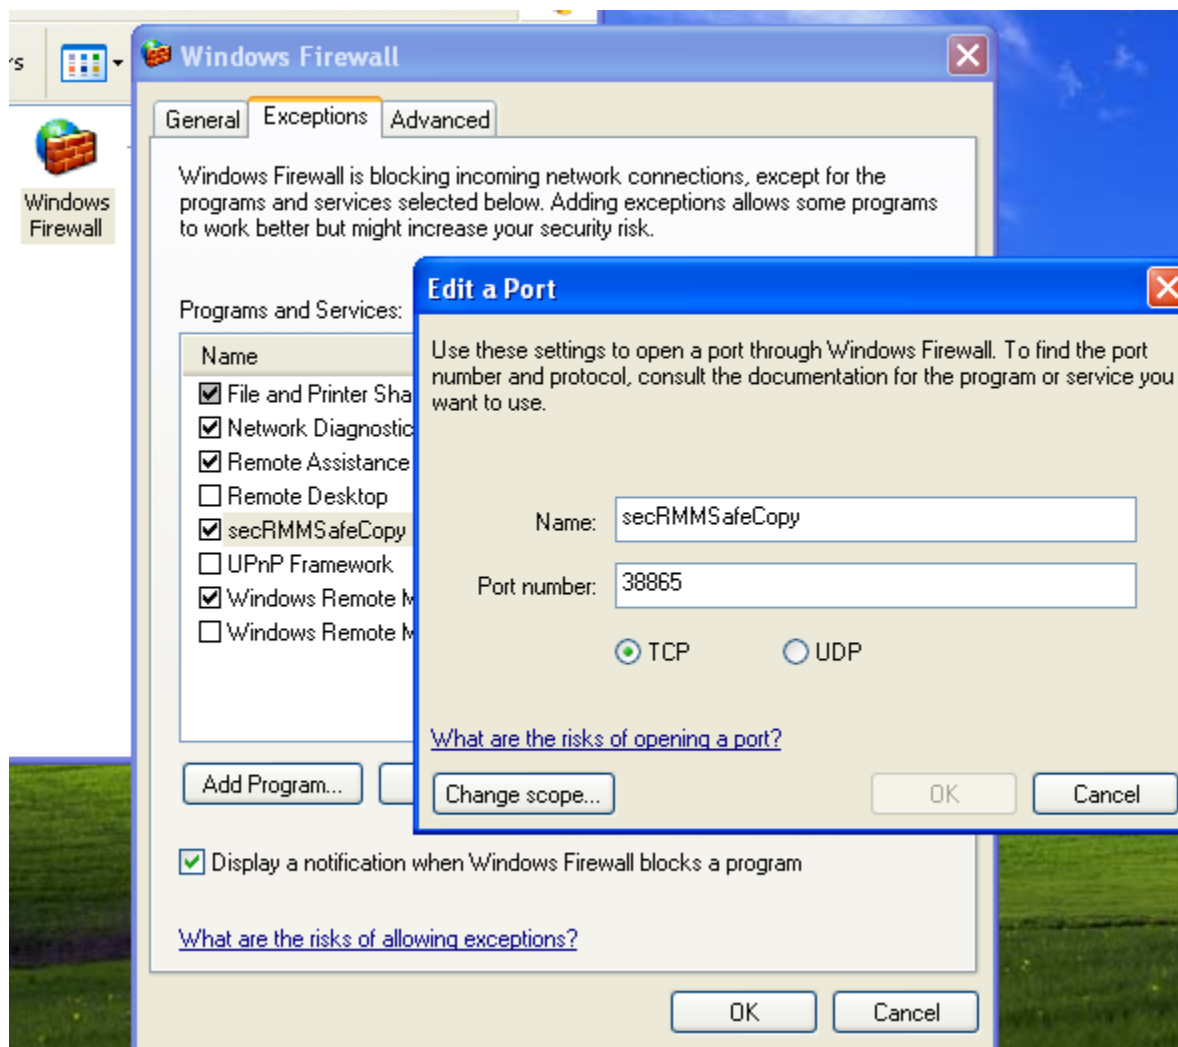 Windows Firewall
General
Exceptions
Advanced
Windows
Firewall
Windows Firewall is blocking incoming network connections, except for the
programs and services selected below. Adding exceptions allows some programs
to work better but might increase your security risk.
Programs and Services:
Name
File and Printer Sha
Network Diagnostic
Remote Assistance
Remote Desktop
secRMMSafeCopy
UPnP Framework
Windows Remote M
Windows Remote M
Add Program...
Edit a Port
Use these settings to open a port through Windows Firewall. To find the port
number and protocol, consult the documentation for the program or service you
want to use.
Name: secRMMSafeCopy
Port number: 38865
TCP UDP
What are the risks of opening a port?
Change scope... OK Cancel
Display a notification when Windows Firewall blocks a program
What are the risks of allowing exceptions?
OK Cancel